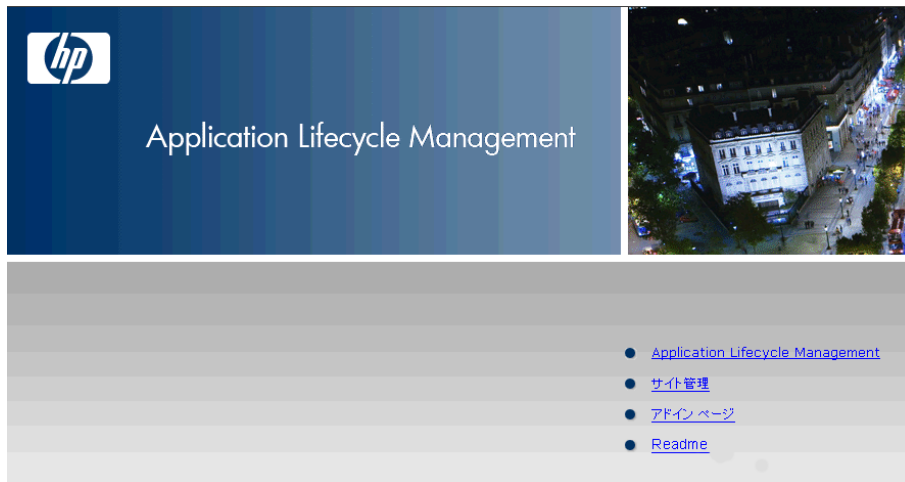 hp
Application Lifecycle Management
Application Lifecycle Management
サイト管理
アドイン ページ
Readme